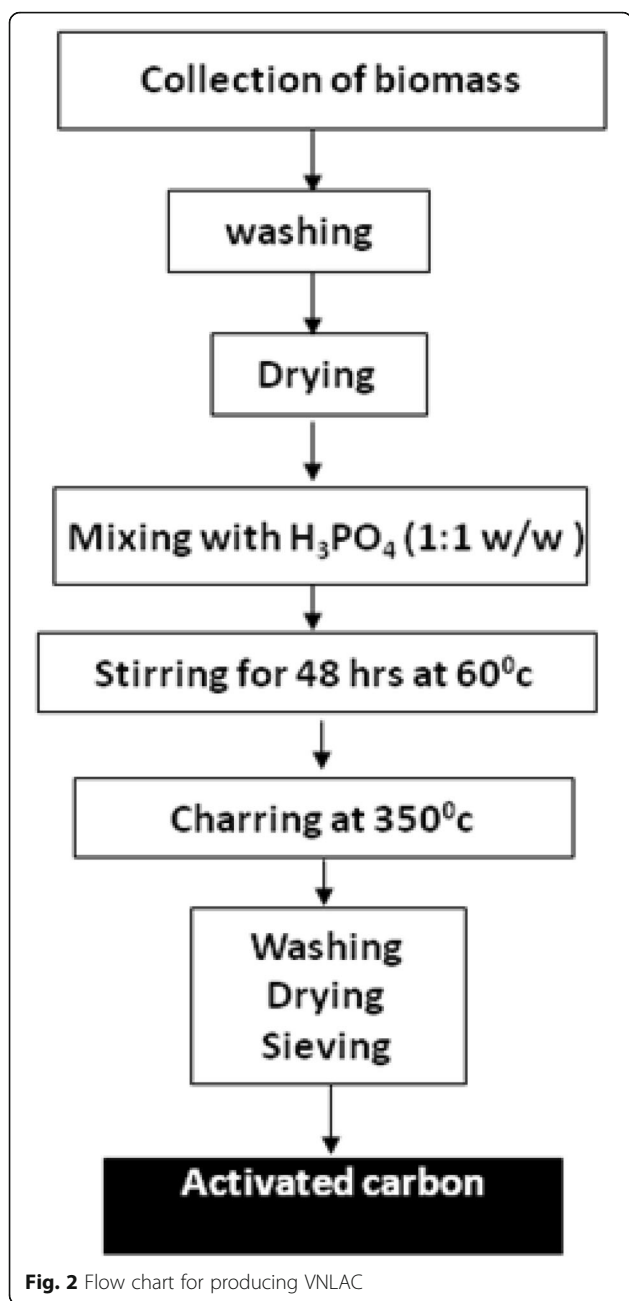 Collection of biomass
washing
Drying
Mixing with H₃PO₄ (1:1 w/w )
Stirring for 48 hrs at 60⁰c
Charring at 350⁰c
Washing
Drying
Sieving
Activated carbon
Fig. 2 Flow chart for producing VNLAC